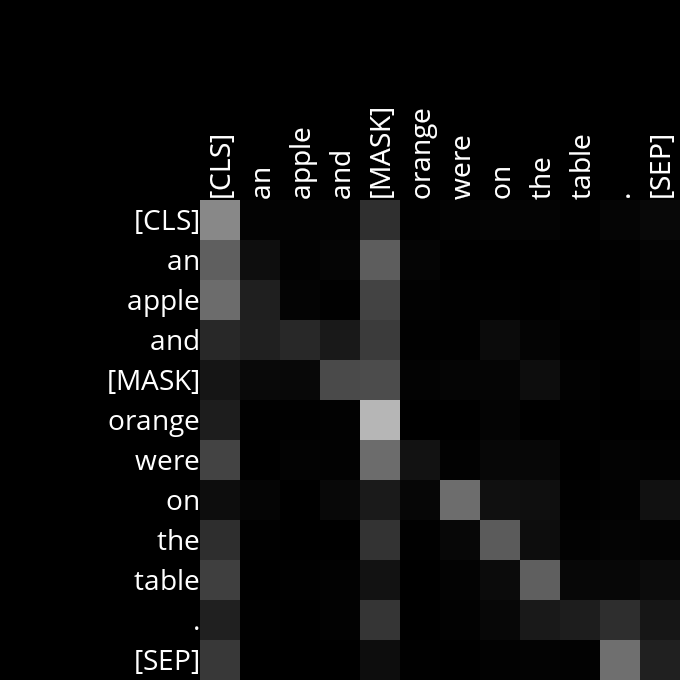 [CLS] an apple and [MASK] orange were on the table . [SEP]
[CLS]
an
apple
and
[MASK]
orange
were
on
the
table
.
[SEP]